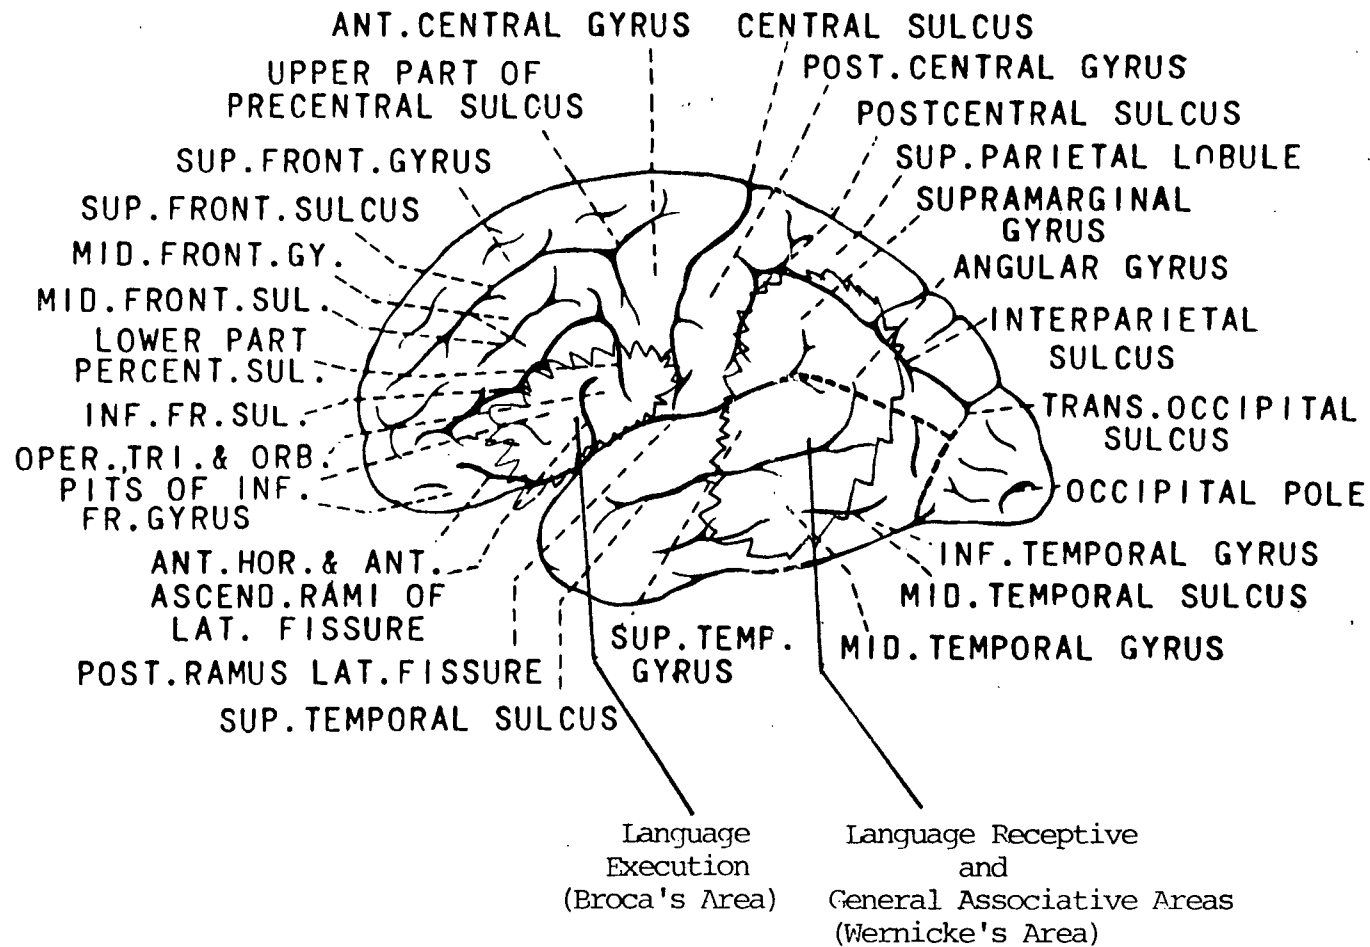 ANT.CENTRAL GYRUS
CENTRAL SULCUS
UPPER PART OF
PRECENTRAL SULCUS
POST.CENTRAL GYRUS
POSTCENTRAL SULCUS
SUP.FRONT.GYRUS
SUP.PARIETAL LOBULE
SUP.FRONT.SULCUS
SUPRAMARGINAL
GYRUS
MID.FRONT.GY.
ANGULAR GYRUS
MID.FRONT.SUL.
LOWER PART
PERCENT.SUL.
INTERPARIETAL
SULCUS
INF.FR.SUL.
TRANS.OCCIPITAL
SULCUS
OPER.,TRI.& ORB.
PITS OF INF.
FR.GYRUS
OCCIPITAL POLE
ANT.HOR.& ANT.
ASCEND.RAMI OF
LAT. FISSURE
INF.TEMPORAL GYRUS
MID.TEMPORAL SULCUS
SUP.TEMP.
GYRUS
MID.TEMPORAL GYRUS
POST.RAMUS LAT.FISSURE
SUP.TEMPORAL SULCUS
Language
Execution
(Broca's Area)
Language Receptive
and
General Associative Areas
(Wernicke's Area)